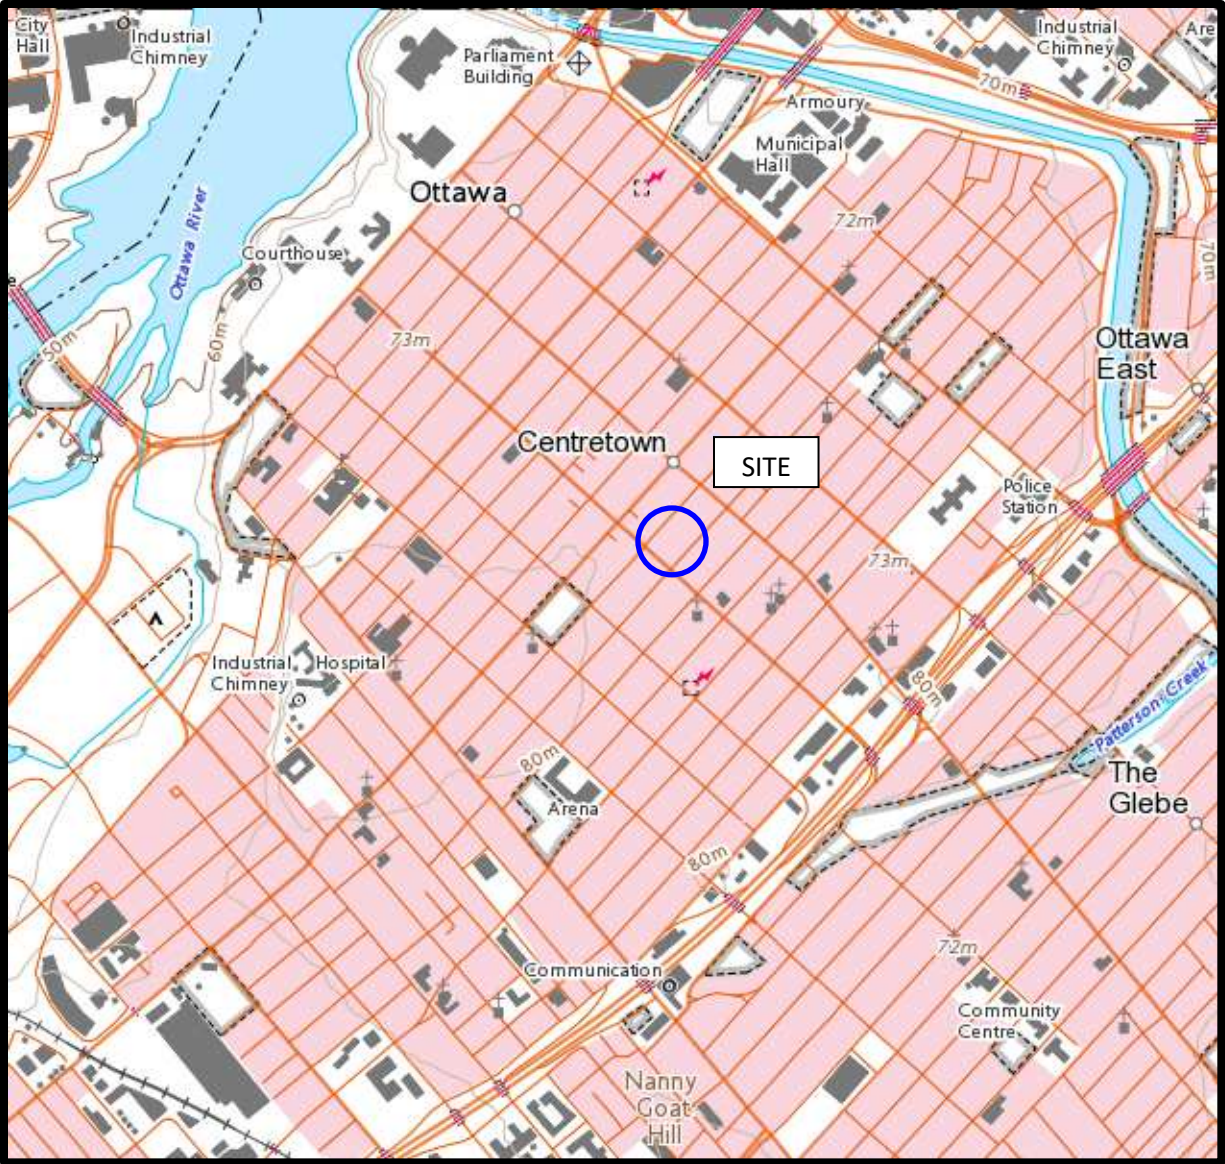 City
Hall
Industrial
Chimney
Parliament
Building
Industrial
Chimney
Are
70m
Armoury
Municipal
Hall
Ottawa
72m
Ottawa River
Courthouse
70m
60m
50m
73m
Ottawa
East
Centretown
SITE
Police
Station
73m
Industrial
Chimney
Hospital
80m
Patterson Creek
80m
Arena
The
Glebe
80m
72m
Communication
Community
Centre
Nanny
Goat
Hill